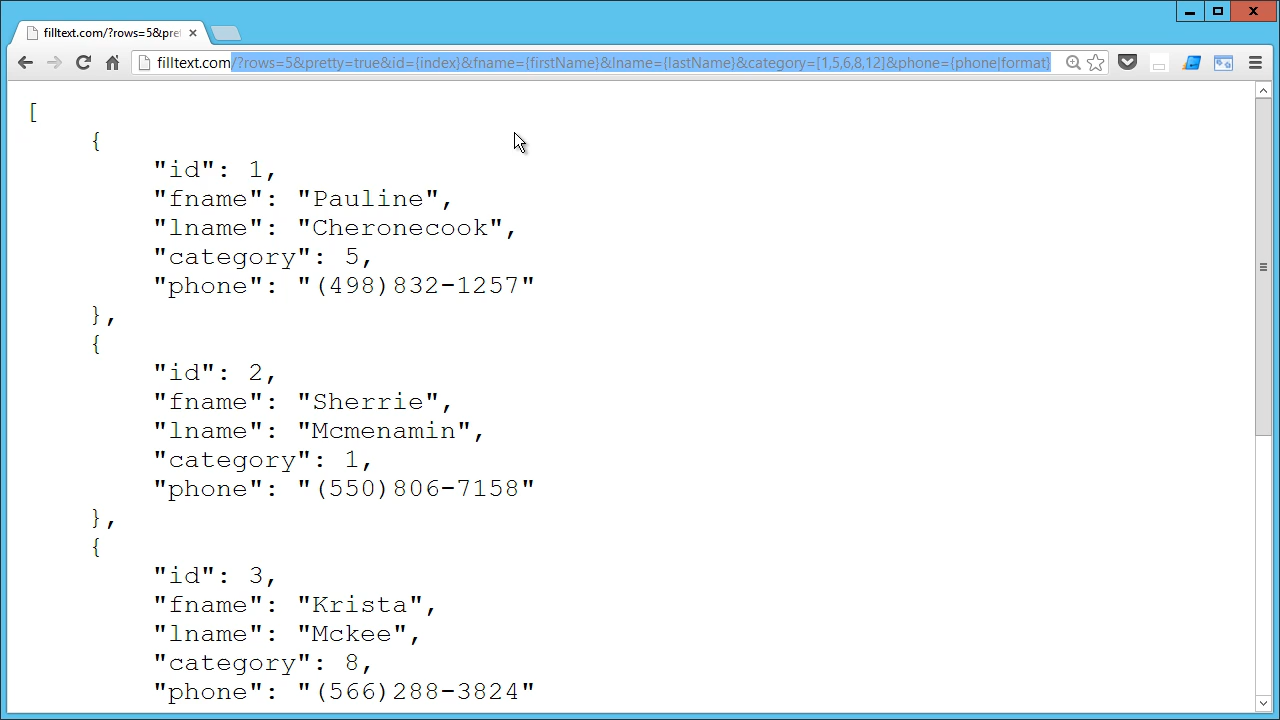 filltext.com/?rows=5&pre
filltext.com/?rows=5&pretty=true&id={index}&fname={firstName}&lname={lastName}&category=[1,5,6,8,12]&phone={phone|format}
[
{
"id": 1,
"fname": "Pauline",
"lname": "Cheronecook",
"category": 5,
"phone": "(498)832-1257"
},
{
"id": 2,
"fname": "Sherrie",
"lname": "Mcmenamin",
"category": 1,
"phone": "(550)806-7158"
},
{
"id": 3,
"fname": "Krista",
"lname": "Mckee",
"category": 8,
"phone": "(566)288-3824"